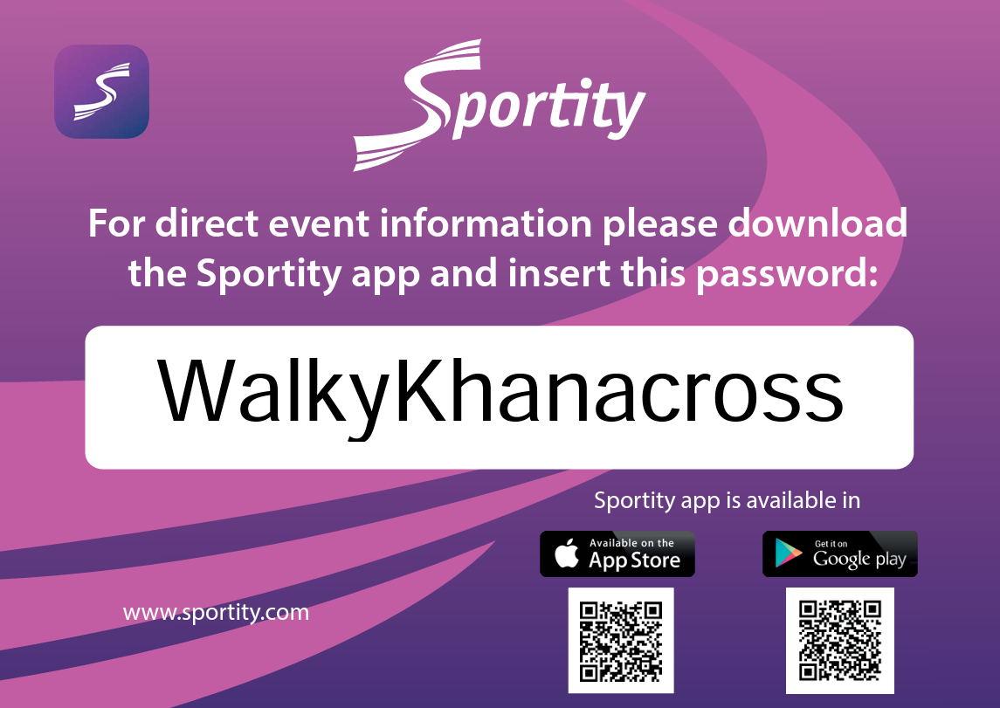 Sportity
For direct event information please download
the Sportity app and insert this password:
WalkyKhanacross
Sportity app is available in
Available on the
App Store
Get it on
Google play
www.sportity.com